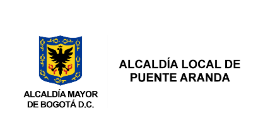 ALCALDÍA MAYOR
DE BOGOTÁ D.C.
ALCALDÍA LOCAL DE
PUENTE ARANDA